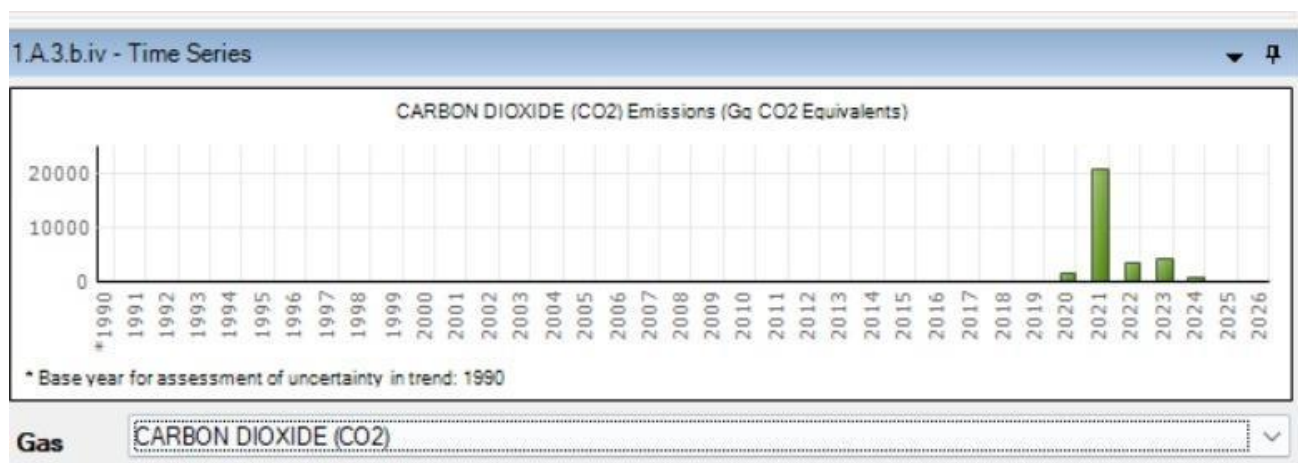 1.A.3.b.iv - Time Series
CARBON DIOXIDE (CO2) Emissions (Gg CO2 Equivalents)
20000
10000
0
*1990 1991 1992 1993 1994 1995 1996 1997 1998 1999 2000 2001 2002 2003 2004 2005 2006 2007 2008 2009 2010 2011 2012 2013 2014 2015 2016 2017 2018 2019 2020 2021 2022 2023 2024 2025 2026
* Base year for assessment of uncertainty in trend: 1990
Gas CARBON DIOXIDE (CO2)